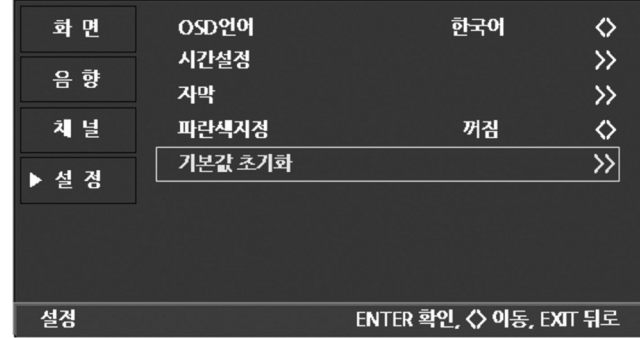 화 면
음 향
채 널
▶ 설 정
OSD언어 한국어 <>
시간설정 >>
자막 >>
파란색지정 꺼짐 <>
기본값 초기화 >>
설정 ENTER 확인, <> 이동, EXIT 뒤로